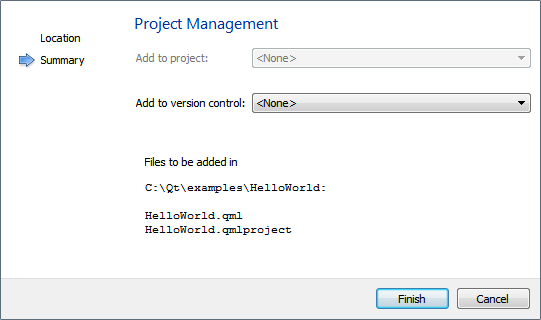 Project Management
Location
Summary
Add to project: <None>
Add to version control: <None>
Files to be added in
C:\Qt\examples\HelloWorld:
HelloWorld.qml
HelloWorld.qmlproject
Finish Cancel